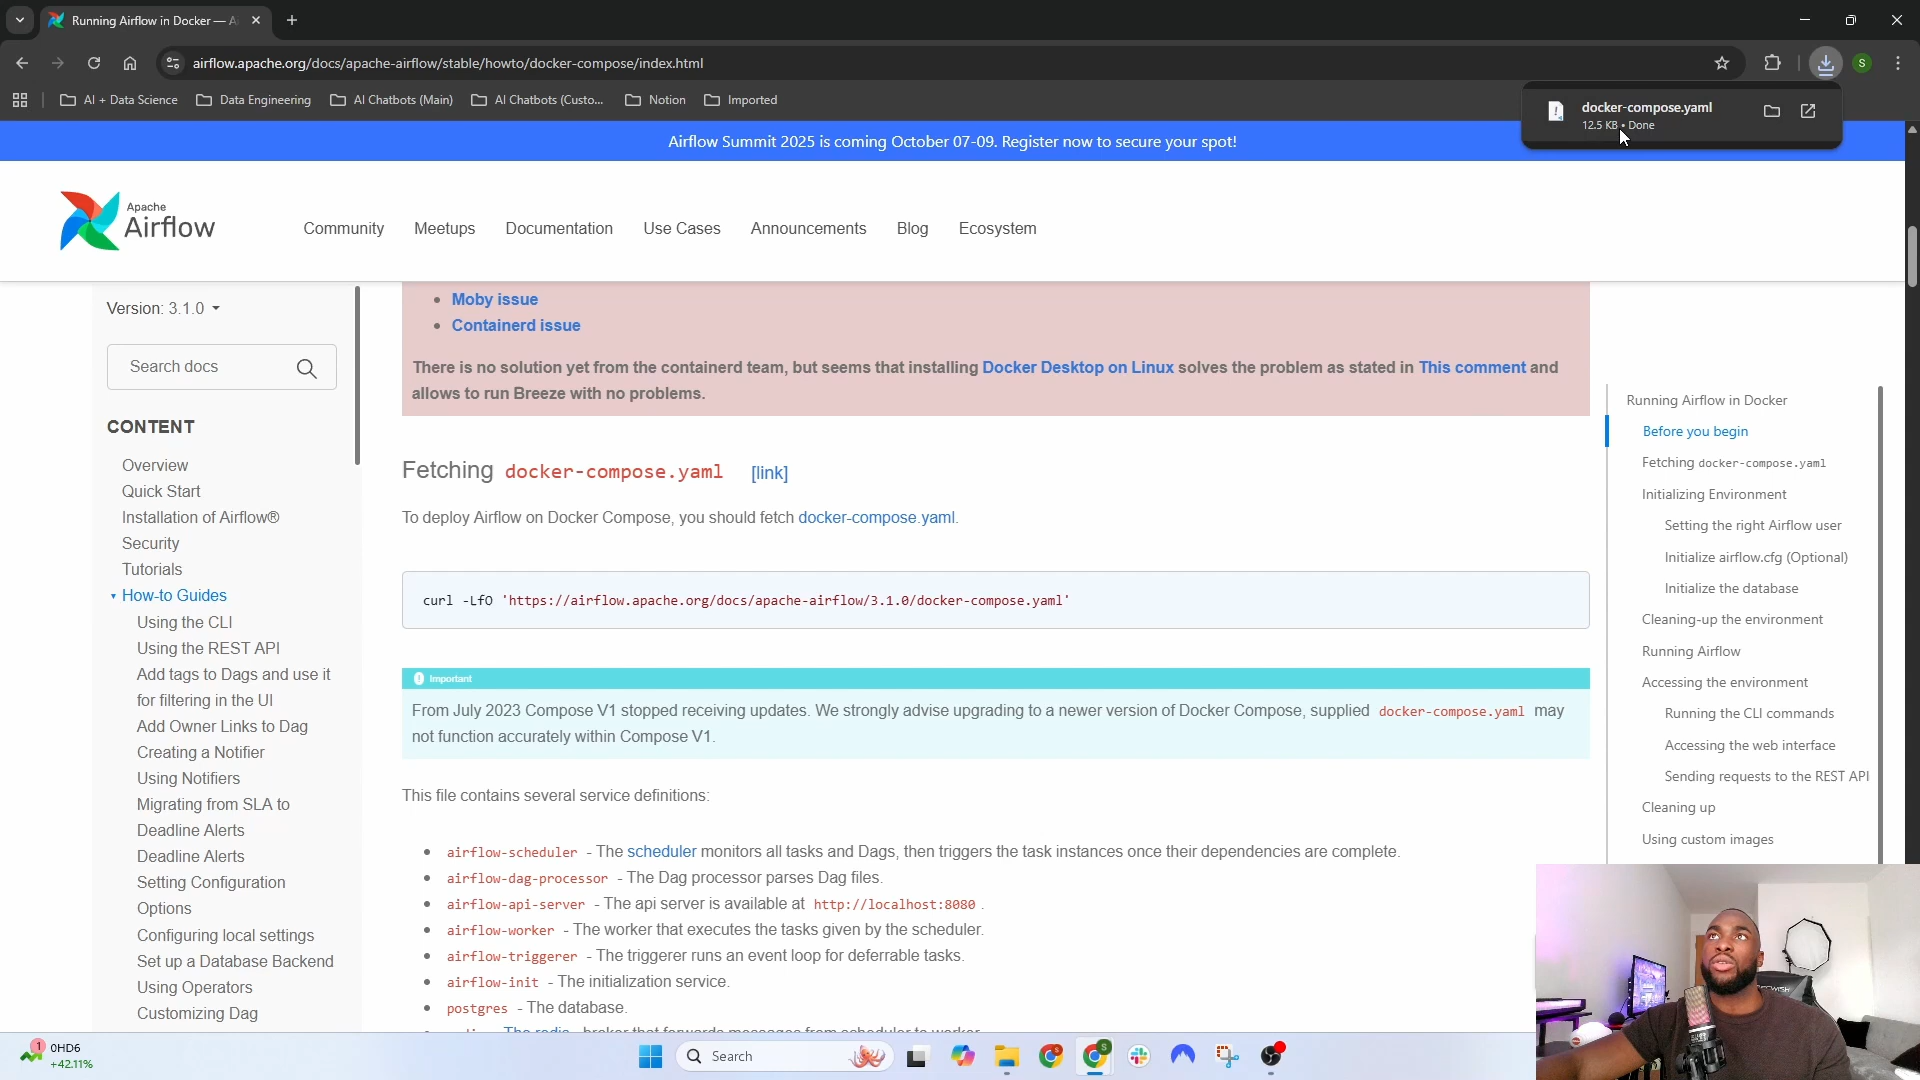 Running Airflow in Docker — A
airflow.apache.org/docs/apache-airflow/stable/howto/docker-compose/index.html
S
AI + Data Science
Data Engineering
AI Chatbots (Main)
AI Chatbots (Custo...
Notion
Imported
docker-compose.yaml
12.5 KB • Done
Airflow Summit 2025 is coming October 07-09. Register now to secure your spot!
Apache
Airflow
Community
Meetups
Documentation
Use Cases
Announcements
Blog
Ecosystem
Version: 3.1.0
Search docs
CONTENT
Overview
Quick Start
Installation of Airflow®
Security
Tutorials
How-to Guides
Using the CLI
Using the REST API
Add tags to Dags and use it
for filtering in the UI
Add Owner Links to Dag
Creating a Notifier
Using Notifiers
Migrating from SLA to
Deadline Alerts
Deadline Alerts
Setting Configuration
Options
Configuring local settings
Set up a Database Backend
Using Operators
Customizing Dag
• Moby issue
• Containerd issue
There is no solution yet from the containerd team, but seems that installing Docker Desktop on Linux solves the problem as stated in This comment and
allows to run Breeze with no problems.
Fetching docker-compose.yaml [link]
To deploy Airflow on Docker Compose, you should fetch docker-compose.yaml.
curl -LfO 'https://airflow.apache.org/docs/apache-airflow/3.1.0/docker-compose.yaml'
Important
From July 2023 Compose V1 stopped receiving updates. We strongly advise upgrading to a newer version of Docker Compose, supplied docker-compose.yaml may
not function accurately within Compose V1.
This file contains several service definitions:
• airflow-scheduler - The scheduler monitors all tasks and Dags, then triggers the task instances once their dependencies are complete.
• airflow-dag-processor - The Dag processor parses Dag files.
• airflow-api-server - The api server is available at http://localhost:8080 .
• airflow-worker - The worker that executes the tasks given by the scheduler.
• airflow-triggerer - The triggerer runs an event loop for deferrable tasks.
• airflow-init - The initialization service.
• postgres - The database.
Running Airflow in Docker
Before you begin
Fetching docker-compose.yaml
Initializing Environment
Setting the right Airflow user
Initialize airflow.cfg (Optional)
Initialize the database
Cleaning-up the environment
Running Airflow
Accessing the environment
Running the CLI commands
Accessing the web interface
Sending requests to the REST API
Cleaning up
Using custom images
1
0HD6
+42.11%
Search